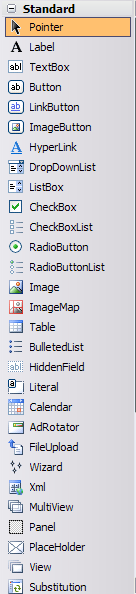 Standard
Pointer
Label
TextBox
Button
LinkButton
ImageButton
HyperLink
DropDownList
ListBox
CheckBox
CheckBoxList
RadioButton
RadioButtonList
Image
ImageMap
Table
BulletedList
HiddenField
Literal
Calendar
AdRotator
FileUpload
Wizard
Xml
MultiView
Panel
PlaceHolder
View
Substitution